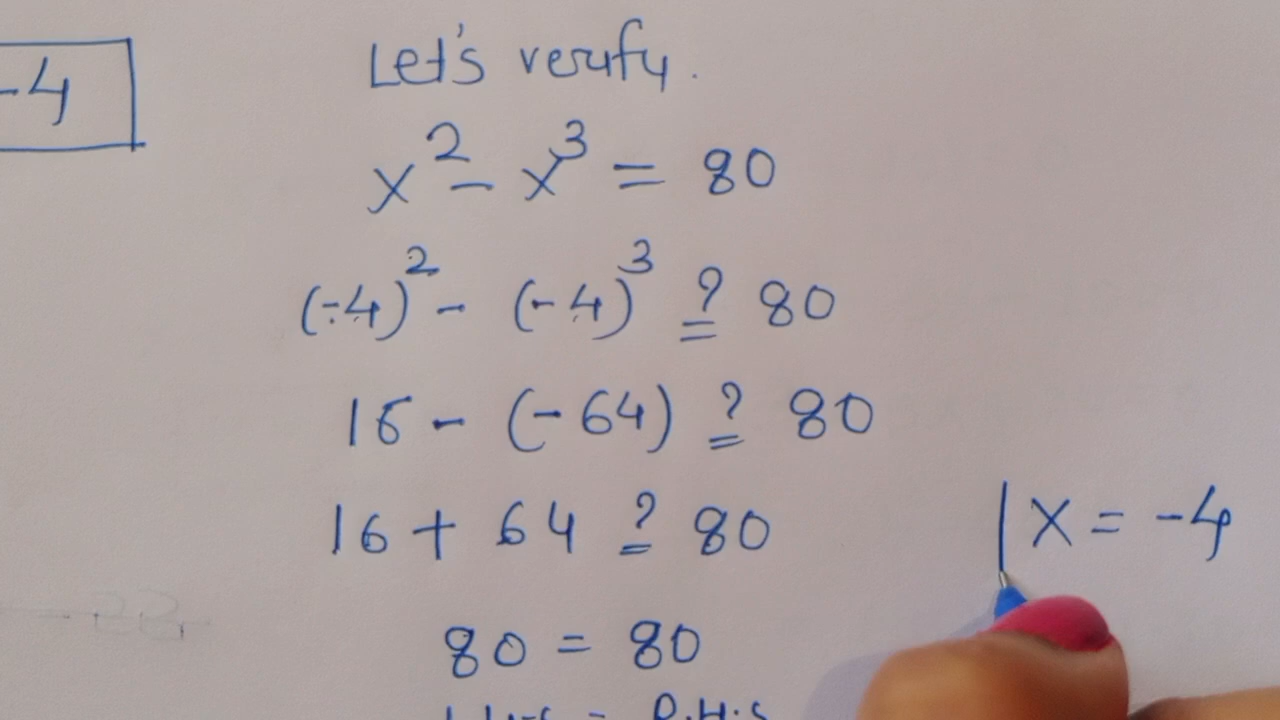 -4
Let's verify.
x² - x³ = 80
(-4)² - (-4)³ ≟ 80
16 - (-64) ≟ 80
16 + 64 ≟ 80
x = -4
80 = 80
L.H.S = R.H.S